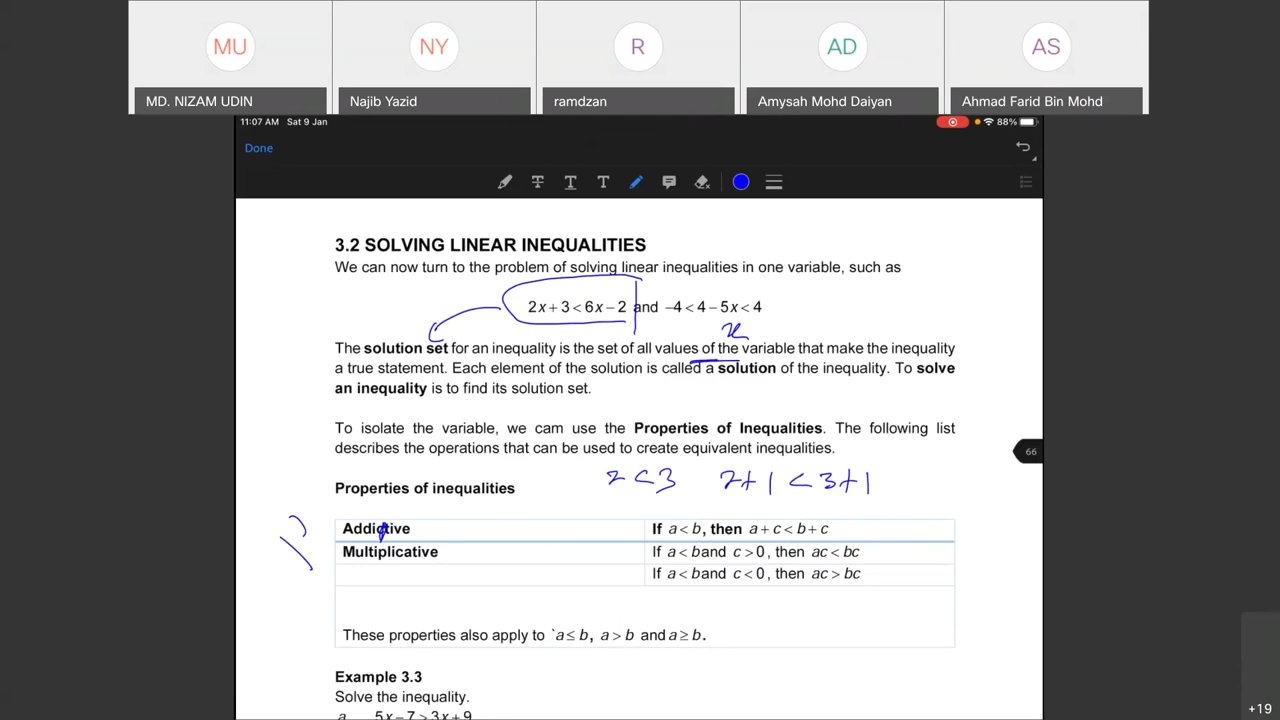 MU
NY
R
AD
AS
MD. NIZAM UDIN
Najib Yazid
ramdzan
Amysah Mohd Daiyan
Ahmad Farid Bin Mohd
11:07 AM Sat 9 Jan
88%
Done
3.2 SOLVING LINEAR INEQUALITIES
We can now turn to the problem of solving linear inequalities in one variable, such as
2x + 3 < 6x − 2 and −4 < 4 − 5x < 4
x
The solution set for an inequality is the set of all values of the variable that make the inequality
a true statement. Each element of the solution is called a solution of the inequality. To solve
an inequality is to find its solution set.
To isolate the variable, we cam use the Properties of Inequalities. The following list
describes the operations that can be used to create equivalent inequalities.
66
2 < 3 2 + 1 < 3 + 1
Properties of inequalities
Addictive If a < b, then a + c < b + c
Multiplicative If a < b and c > 0, then ac < bc
If a < b and c < 0, then ac > bc
These properties also apply to `a ≤ b, a > b and a ≥ b.
Example 3.3
Solve the inequality.
a 5x − 7 > 3x + 9
+19